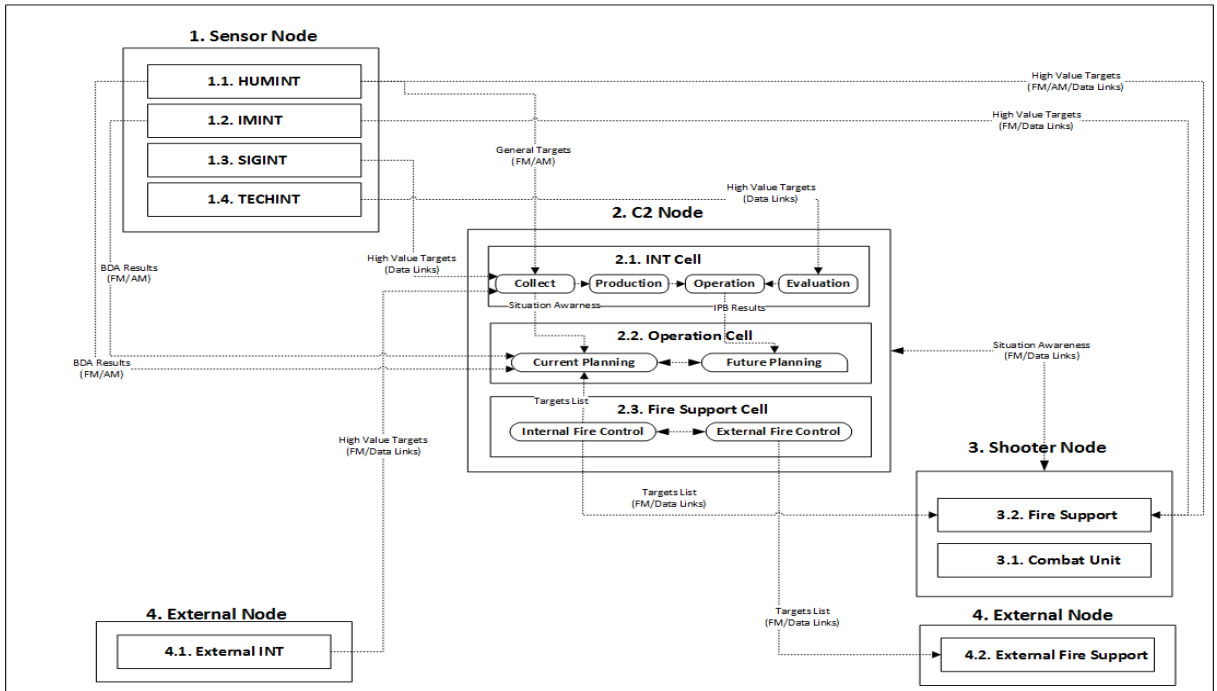 1. Sensor Node
1.1. HUMINT
1.2. IMINT
1.3. SIGINT
1.4. TECHINT
High Value Targets
(FM/AM/Data Links)
High Value Targets
(FM/Data Links)
General Targets
(FM/AM)
High Value Targets
(Data Links)
2. C2 Node
High Value Targets
(Data Links)
BDA Results
(FM/AM)
2.1. INT Cell
Collect
Production
Operation
Evaluation
Situation Awarness
IPB Results
2.2. Operation Cell
Current Planning
Future Planning
BDA Results
(FM/AM)
Situation Awareness
(FM/Data Links)
Targets List
2.3. Fire Support Cell
Internal Fire Control
External Fire Control
High Value Targets
(FM/Data Links)
3. Shooter Node
Targets List
(FM/Data Links)
3.2. Fire Support
3.1. Combat Unit
4. External Node
4.1. External INT
Targets List
(FM/Data Links)
4. External Node
4.2. External Fire Support